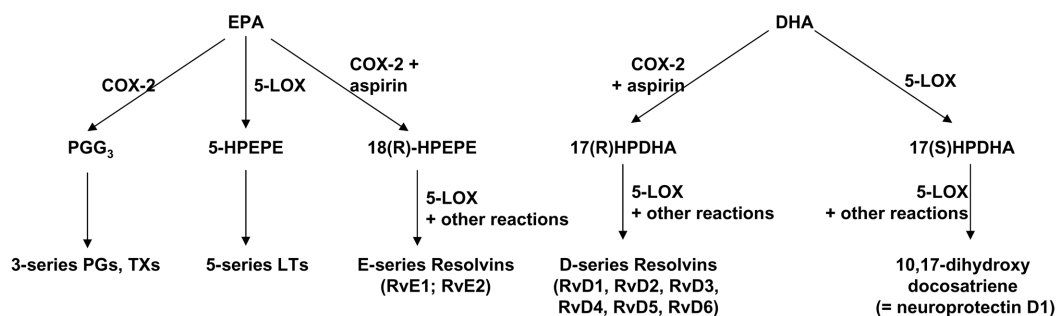 EPA
DHA
COX-2
5-LOX
COX-2 +
aspirin
COX-2
+ aspirin
5-LOX
PGG3
5-HPEPE
18(R)-HPEPE
17(R)HPDHA
17(S)HPDHA
5-LOX
+ other reactions
5-LOX
+ other reactions
5-LOX
+ other reactions
3-series PGs, TXs
5-series LTs
E-series Resolvins
(RvE1; RvE2)
D-series Resolvins
(RvD1, RvD2, RvD3,
RvD4, RvD5, RvD6)
10,17-dihydroxy
docosatriene
(= neuroprotectin D1)